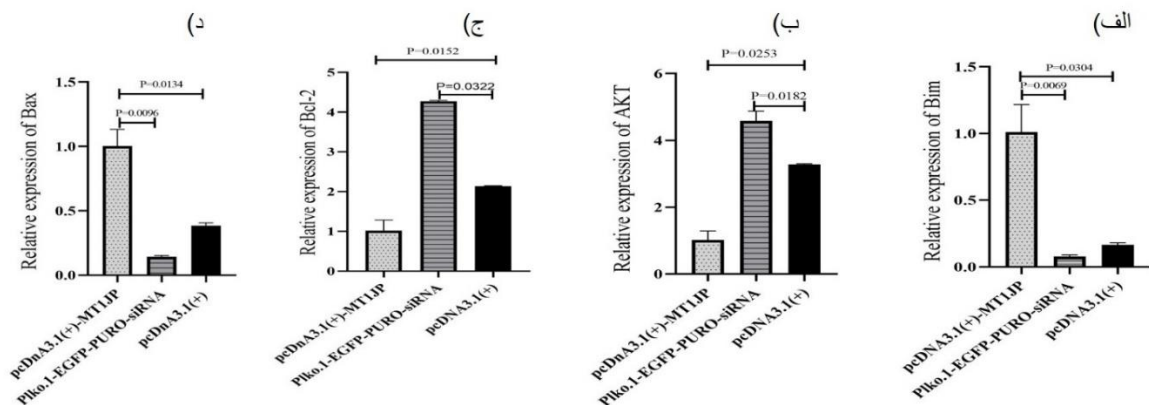 الف)
P=0.0304
P=0.0069
Relative expression of Bim
1.5
1.0
0.5
0.0
pcDNA3.1(+)-MT1JP
Plko.1-EGFP-PURO-siRNA
pcDNA3.1(+)
ب)
P=0.0253
P=0.0182
Relative expression of AKT
6
4
2
0
pcDnA3.1(+)-MT1JP
Plko.1-EGFP-PURO-siRNA
pcDNA3.1(+)
ج)
P=0.0152
P=0.0322
Relative expression of Bcl-2
5
4
3
2
1
0
pcDnA3.1(+)-MT1JP
Plko.1-EGFP-PURO-siRNA
pcDNA3.1(+)
د)
P=0.0134
P=0.0096
Relative expression of Bax
1.5
1.0
0.5
0.0
pcDnA3.1(+)-MT1JP
Plko.1-EGFP-PURO-siRNA
pcDnA3.1(+)